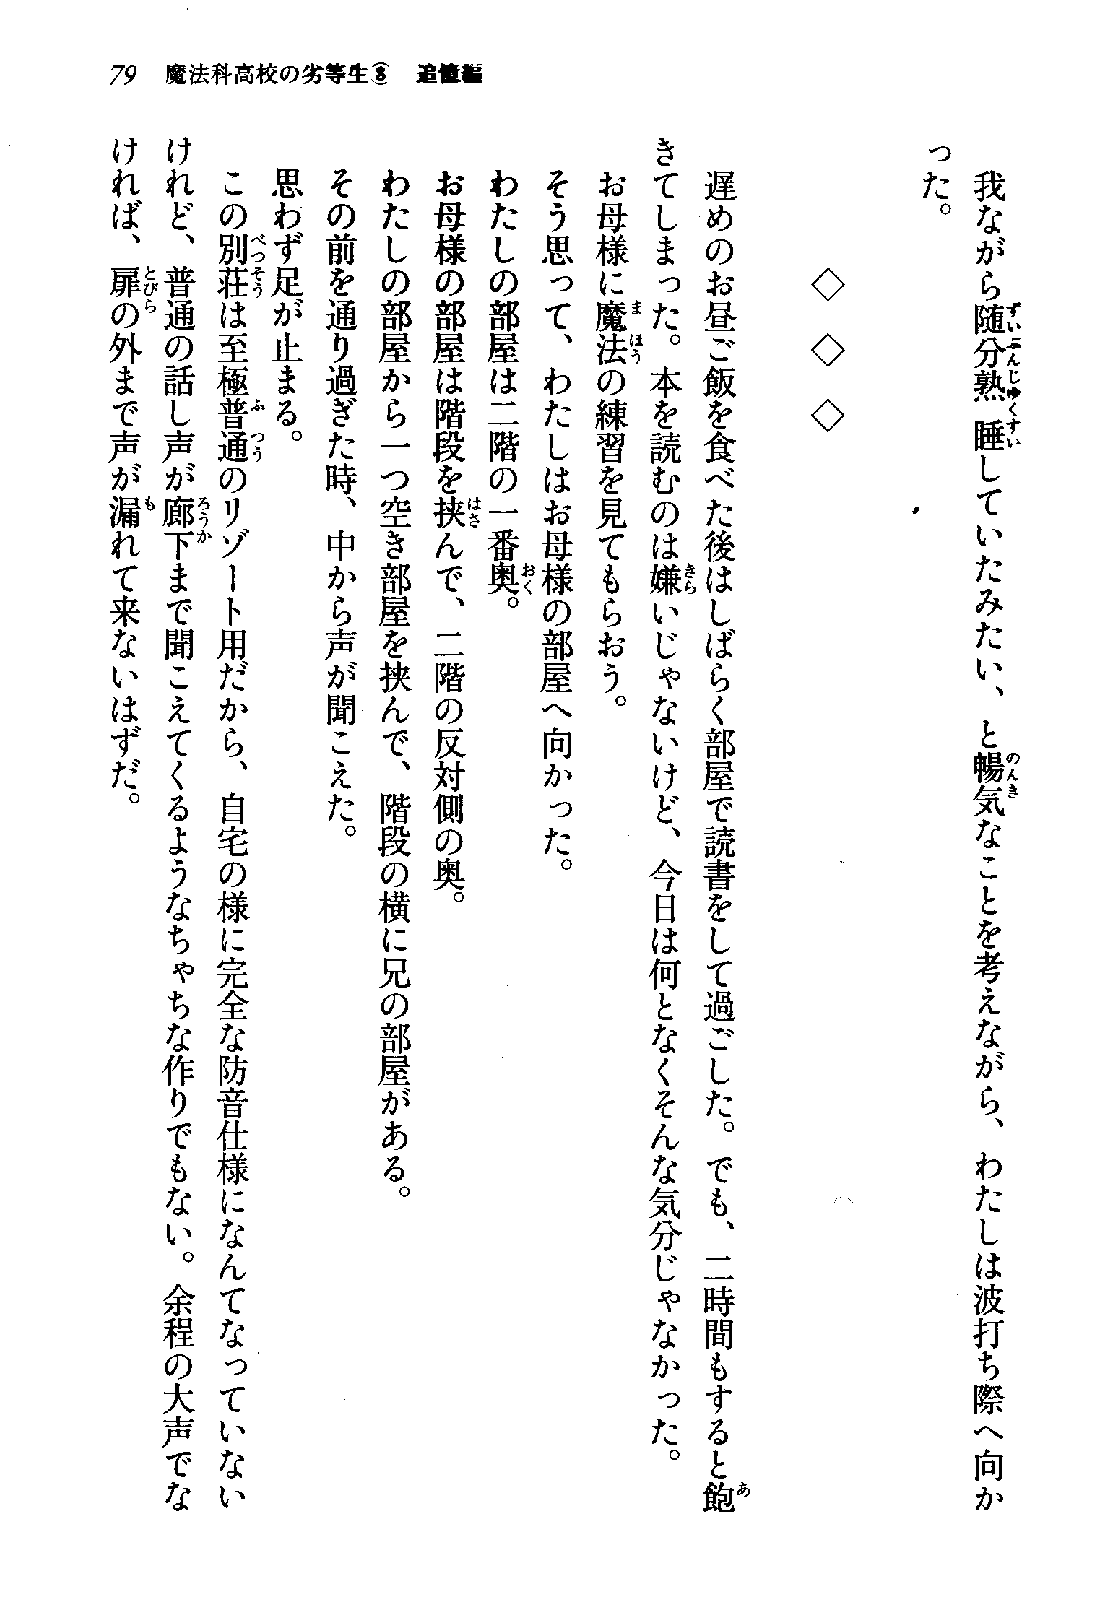 79　魔法科高校の劣等生⑧　追憶編
我ながら随分熟睡していたみたい、と暢気なことを考えながら、わたしは波打ち際へ向か
った。
◇　◇　◇
遅めのお昼ご飯を食べた後はしばらく部屋で読書をして過ごした。でも、二時間もすると飽
きてしまった。本を読むのは嫌いじゃないけど、今日は何となくそんな気分じゃなかった。
お母様に魔法の練習を見てもらおう。
そう思って、わたしはお母様の部屋へ向かった。
わたしの部屋は二階の一番奥。
お母様の部屋は階段を挟んで、二階の反対側の奥。
わたしの部屋から一つ空き部屋を挟んで、階段の横に兄の部屋がある。
その前を通り過ぎた時、中から声が聞こえた。
思わず足が止まる。
この別荘は至極普通のリゾート用だから、自宅の様に完全な防音仕様になんてなっていない
けれど、普通の話し声が廊下まで聞こえてくるようなちゃちな作りでもない。余程の大声でな
ければ、扉の外まで声が漏れて来ないはずだ。